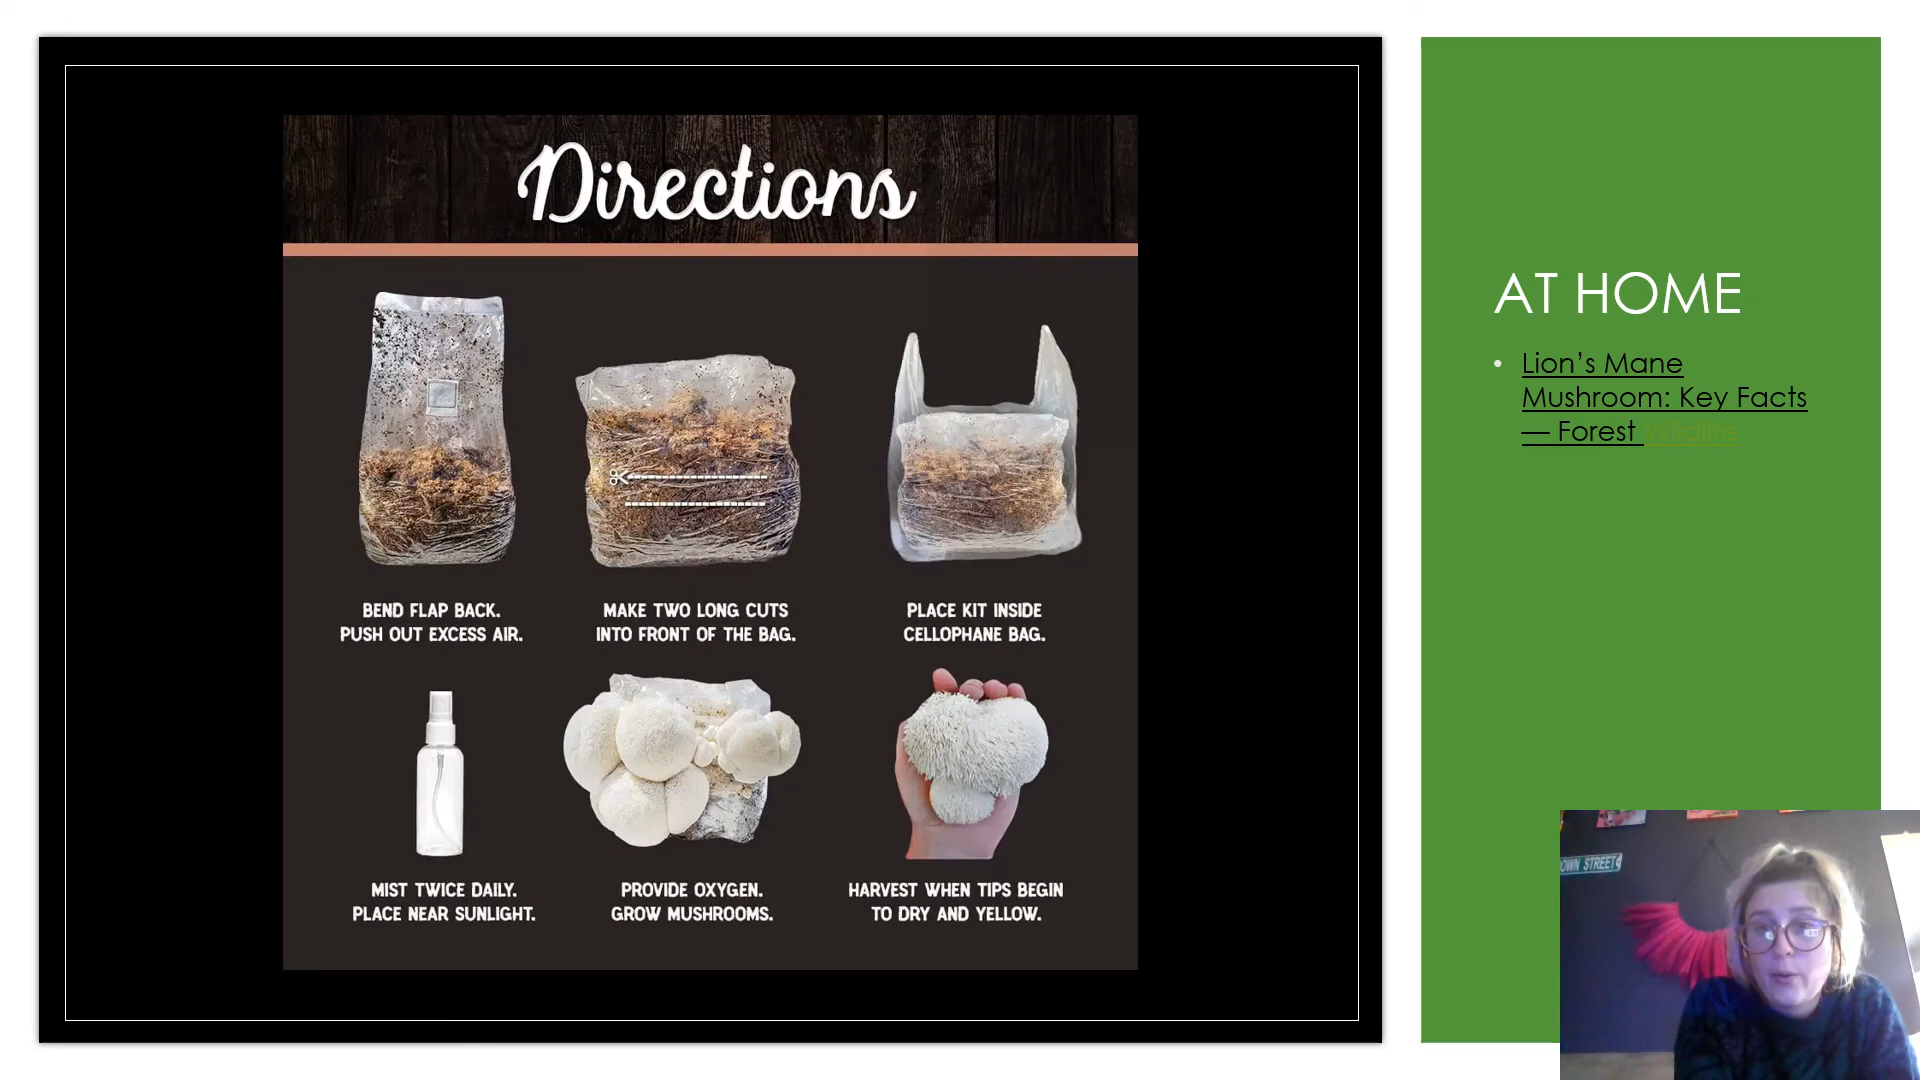 Directions
BEND FLAP BACK.
PUSH OUT EXCESS AIR.
MAKE TWO LONG CUTS
INTO FRONT OF THE BAG.
PLACE KIT INSIDE
CELLOPHANE BAG.
MIST TWICE DAILY.
PLACE NEAR SUNLIGHT.
PROVIDE OXYGEN.
GROW MUSHROOMS.
HARVEST WHEN TIPS BEGIN
TO DRY AND YELLOW.
AT HOME
• Lion’s Mane
Mushroom: Key Facts
— Forest Wildlife
OWN STREET